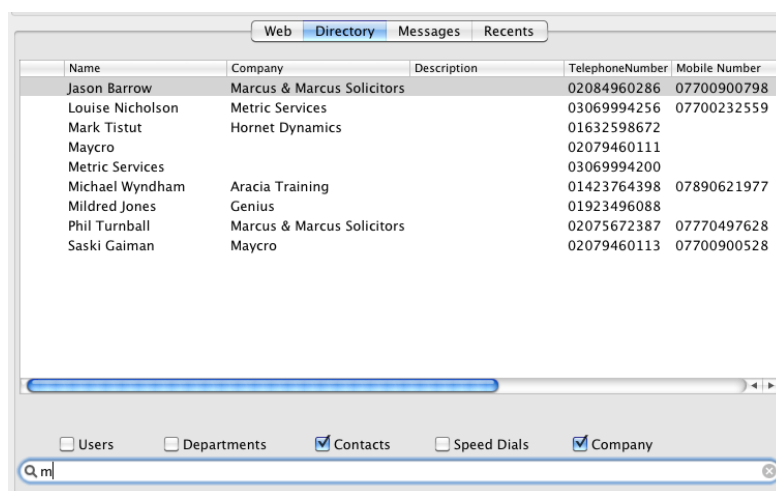 Web Directory Messages Recents
Name Company Description TelephoneNumber Mobile Number
Jason Barrow Marcus & Marcus Solicitors 02084960286 07700900798
Louise Nicholson Metric Services 03069994256 07700232559
Mark Tistut Hornet Dynamics 01632598672
Maycro 02079460111
Metric Services 03069994200
Michael Wyndham Aracia Training 01423764398 07890621977
Mildred Jones Genius 01923496088
Phil Turnball Marcus & Marcus Solicitors 02075672387 07770497628
Saski Gaiman Maycro 02079460113 07700900528
Users Departments Contacts Speed Dials Company
m